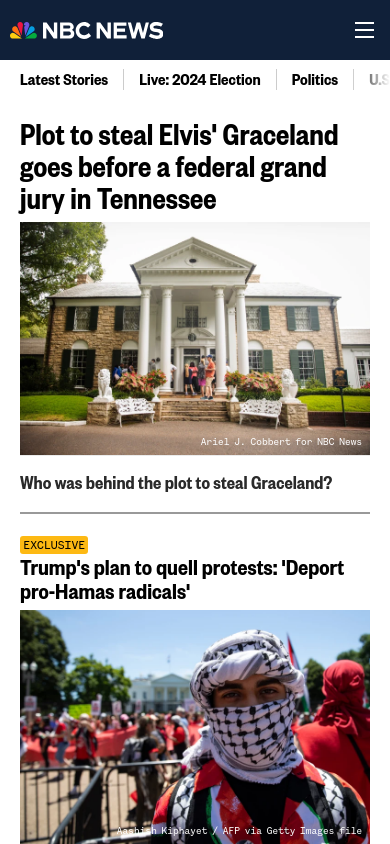 NBC NEWS
Latest Stories
Live: 2024 Election
Politics
U.S
Plot to steal Elvis' Graceland
goes before a federal grand
jury in Tennessee
Ariel J. Cobbert for NBC News
Who was behind the plot to steal Graceland?
EXCLUSIVE
Trump's plan to quell protests: 'Deport
pro-Hamas radicals'
Aashish Kiphayet / AFP via Getty Images file